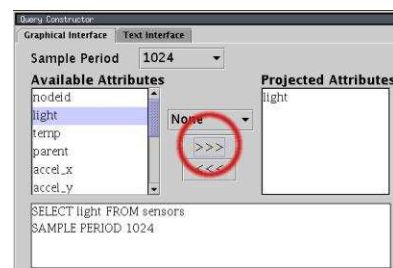 Query Constructor
Graphical Interface Text Interface
Sample Period 1024
Available Attributes Projected Attributes
nodeid light
light
temp None
parent >>>
accel_x <<<
accel_y
SELECT light FROM sensors
SAMPLE PERIOD 1024